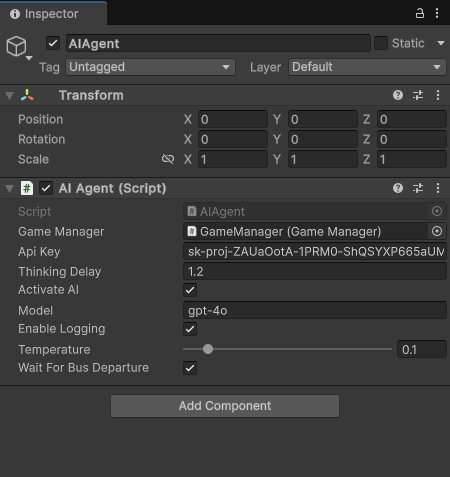 Inspector
AIAgent
Static
Tag Untagged Layer Default
Transform
Position X 0 Y 0 Z 0
Rotation X 0 Y 0 Z 0
Scale X 1 Y 1 Z 1
AI Agent (Script)
Script AIAgent
Game Manager GameManager (Game Manager)
Api Key sk-proj-ZAUaOotA-1PRM0-ShQSYXP665aUM
Thinking Delay 1.2
Activate AI
Model gpt-4o
Enable Logging
Temperature 0.1
Wait For Bus Departure
Add Component